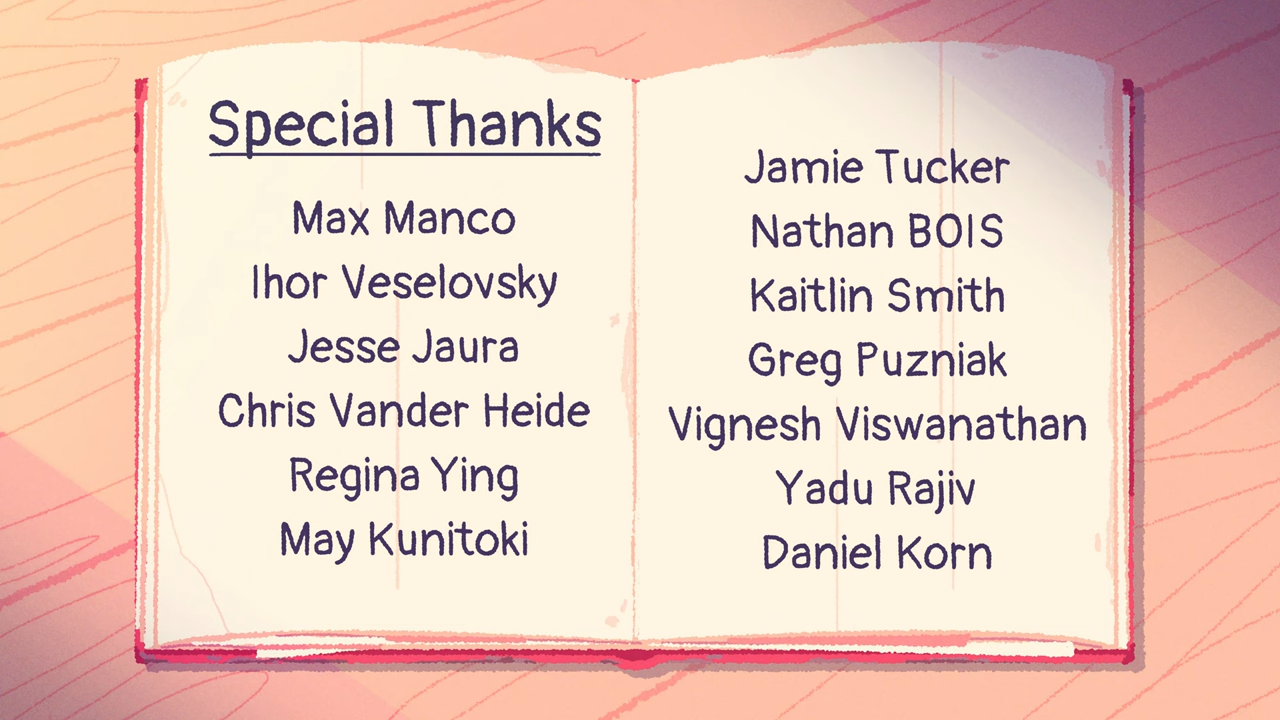 Special Thanks
Max Manco
Ihor Veselovsky
Jesse Jaura
Chris Vander Heide
Regina Ying
May Kunitoki
Jamie Tucker
Nathan BOIS
Kaitlin Smith
Greg Puzniak
Vignesh Viswanathan
Yadu Rajiv
Daniel Korn